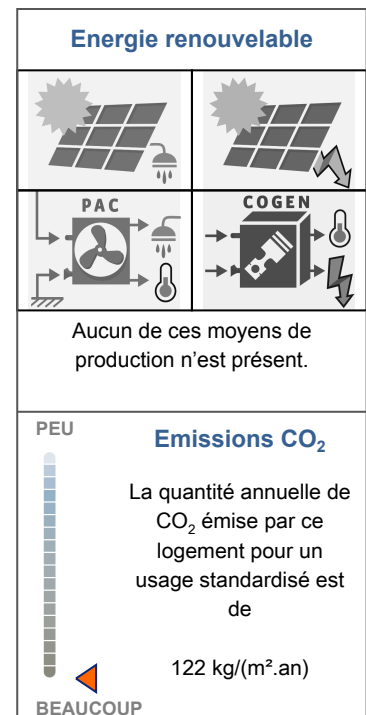 Energie renouvelable
PAC
COGEN
Aucun de ces moyens de
production n'est présent.
PEU
Emissions CO₂
La quantité annuelle de
CO₂ émise par ce
logement pour un
usage standardisé est
de
122 kg/(m².an)
BEAUCOUP